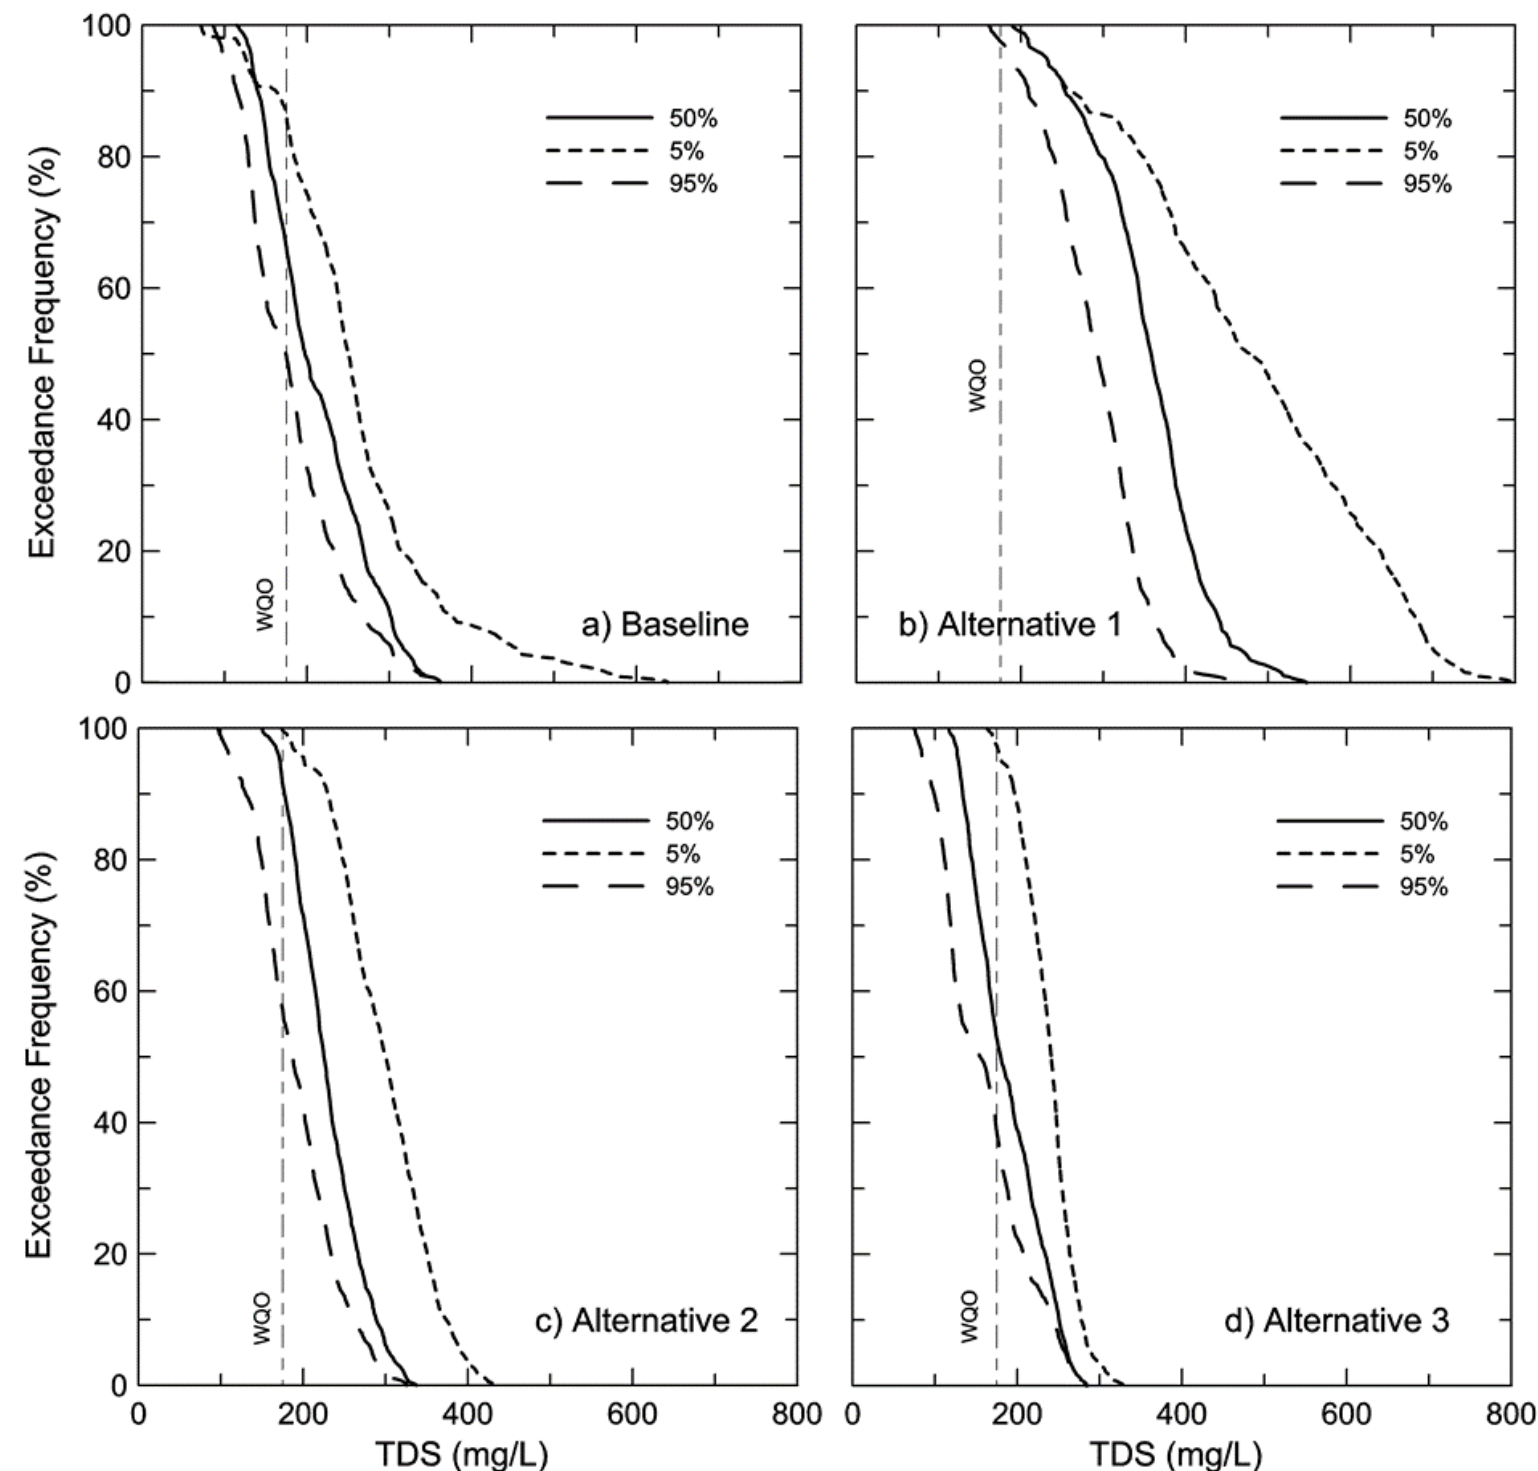 100
80
60
40
20
0
Exceedance Frequency (%)
50%
5%
95%
WQO
a) Baseline
50%
5%
95%
WQO
b) Alternative 1
100
80
60
40
20
0
Exceedance Frequency (%)
50%
5%
95%
WQO
c) Alternative 2
0 200 400 600 800
TDS (mg/L)
50%
5%
95%
WQO
d) Alternative 3
0 200 400 600 800
TDS (mg/L)